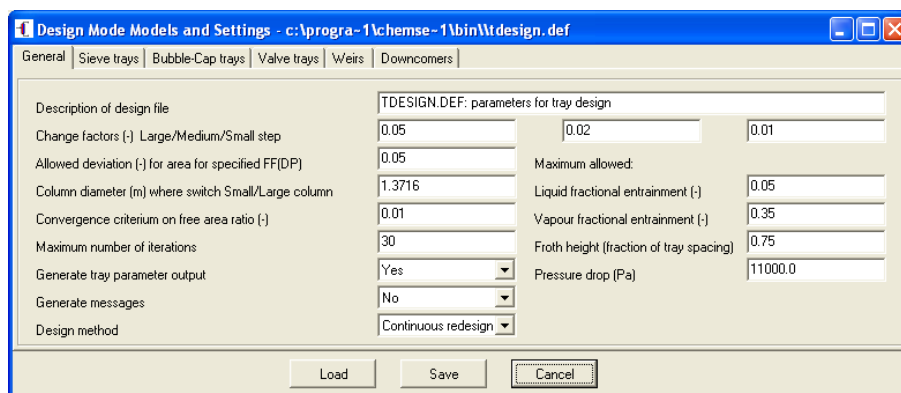 Design Mode Models and Settings - c:\progra~1\chemse~1\bin\\tdesign.def
General Sieve trays Bubble-Cap trays Valve trays Weirs Downcomers
Description of design file TDESIGN.DEF: parameters for tray design
Change factors (-) Large/Medium/Small step 0.05 0.02 0.01
Allowed deviation (-) for area for specified FF(DP) 0.05 Maximum allowed:
Column diameter (m) where switch Small/Large column 1.3716 Liquid fractional entrainment (-) 0.05
Convergence criterium on free area ratio (-) 0.01 Vapour fractional entrainment (-) 0.35
Maximum number of iterations 30 Froth height (fraction of tray spacing) 0.75
Generate tray parameter output Yes Pressure drop (Pa) 11000.0
Generate messages No
Design method Continuous redesign
Load Save Cancel